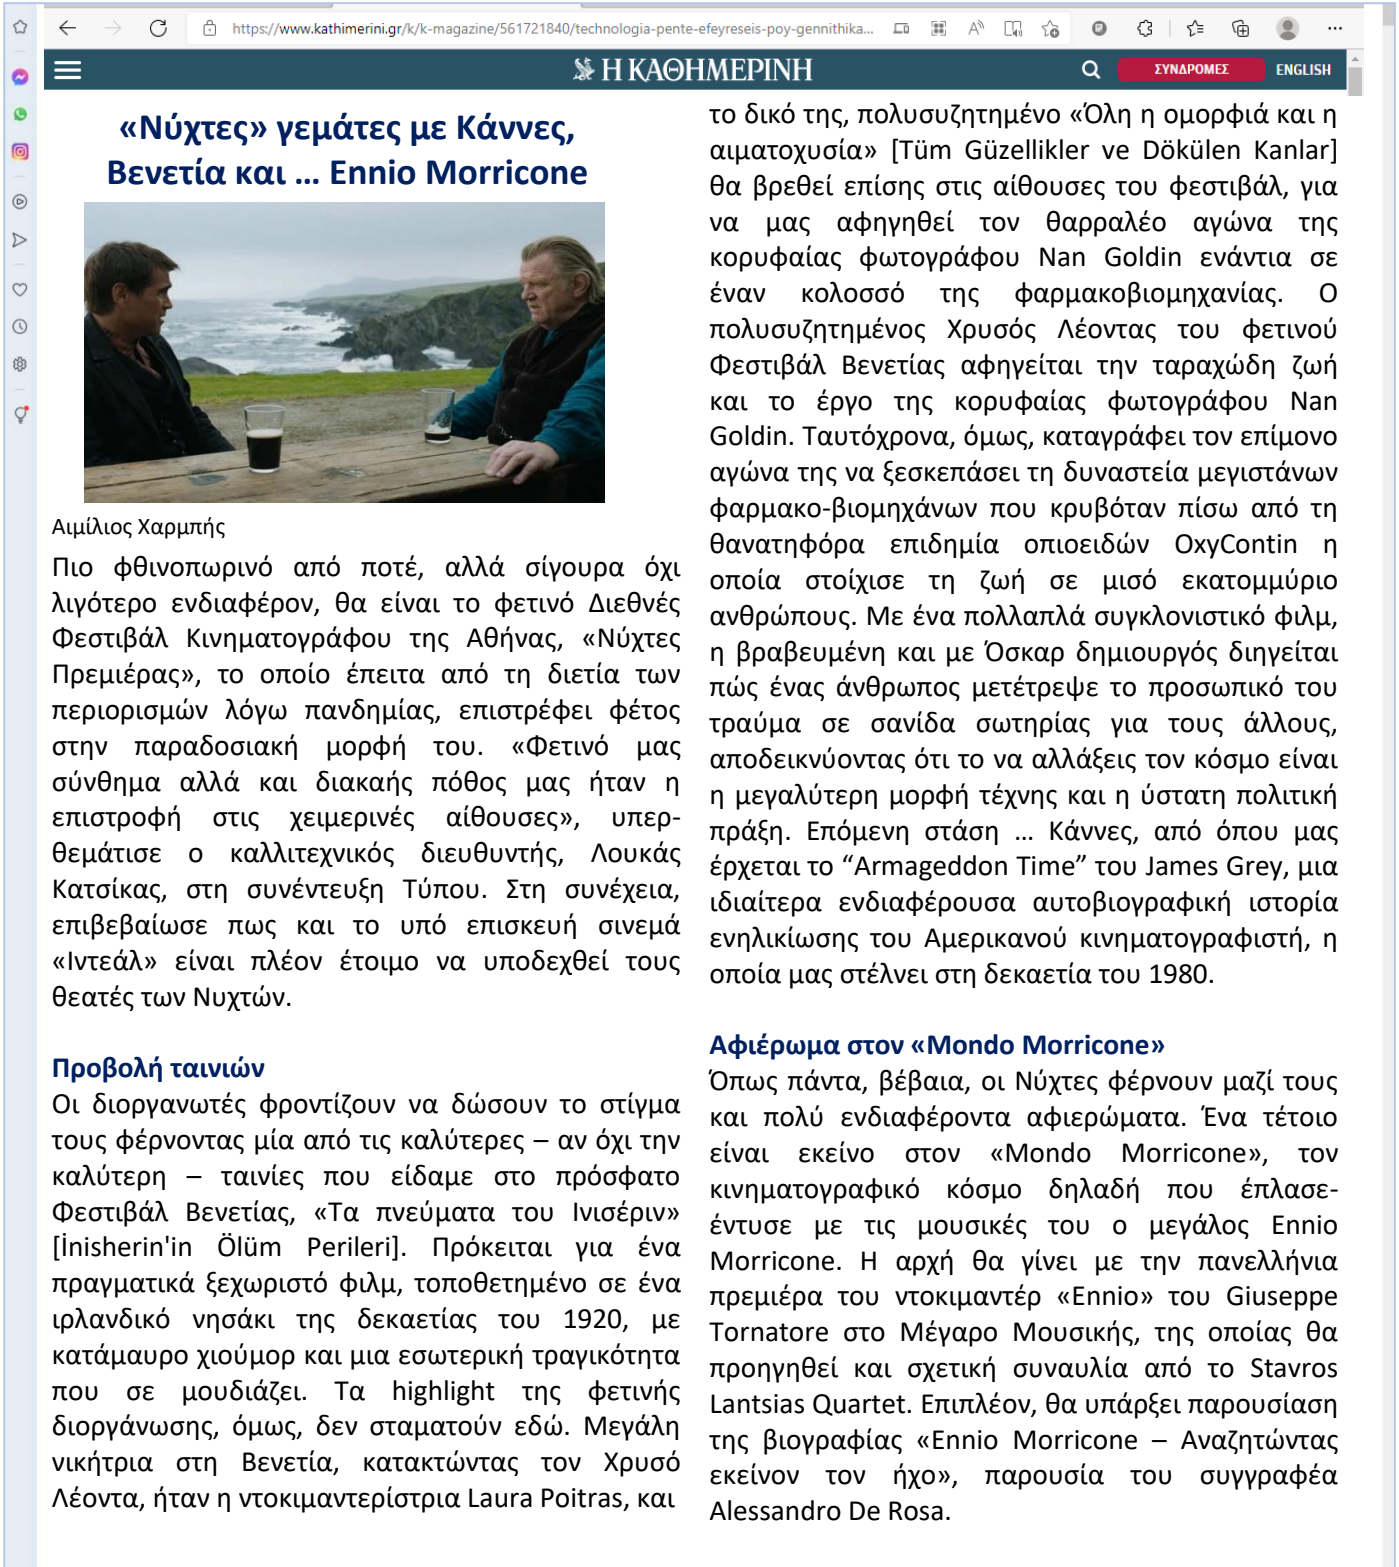 https://www.kathimerini.gr/k/k-magazine/561721840/technologia-pente-efeyreseis-poy-gennithika...
Η ΚΑΘΗΜΕΡΙΝΗ
ΣΥΝΔΡΟΜΕΣ
ENGLISH
«Νύχτες» γεμάτες με Κάννες,
Βενετία και ... Ennio Morricone
Αιμίλιος Χαρμπής
Πιο φθινοπωρινό από ποτέ, αλλά σίγουρα όχι
λιγότερο ενδιαφέρον, θα είναι το φετινό Διεθνές
Φεστιβάλ Κινηματογράφου της Αθήνας, «Νύχτες
Πρεμιέρας», το οποίο έπειτα από τη διετία των
περιορισμών λόγω πανδημίας, επιστρέφει φέτος
στην παραδοσιακή μορφή του. «Φετινό μας
σύνθημα αλλά και διακαής πόθος μας ήταν η
επιστροφή στις χειμερινές αίθουσες», υπερ-
θεμάτισε ο καλλιτεχνικός διευθυντής, Λουκάς
Κατσίκας, στη συνέντευξη Τύπου. Στη συνέχεια,
επιβεβαίωσε πως και το υπό επισκευή σινεμά
«Ιντεάλ» είναι πλέον έτοιμο να υποδεχθεί τους
θεατές των Νυχτών.
Προβολή ταινιών
Οι διοργανωτές φροντίζουν να δώσουν το στίγμα
τους φέρνοντας μία από τις καλύτερες – αν όχι την
καλύτερη – ταινίες που είδαμε στο πρόσφατο
Φεστιβάλ Βενετίας, «Τα πνεύματα του Ινισέριν»
[İnisherin'in Ölüm Perileri]. Πρόκειται για ένα
πραγματικά ξεχωριστό φιλμ, τοποθετημένο σε ένα
ιρλανδικό νησάκι της δεκαετίας του 1920, με
κατάμαυρο χιούμορ και μια εσωτερική τραγικότητα
που σε μουδιάζει. Τα highlight της φετινής
διοργάνωσης, όμως, δεν σταματούν εδώ. Μεγάλη
νικήτρια στη Βενετία, κατακτώντας τον Χρυσό
Λέοντα, ήταν η ντοκιμαντερίστρια Laura Poitras, και
το δικό της, πολυσυζητημένο «Όλη η ομορφιά και η
αιματοχυσία» [Tüm Güzellikler ve Dökülen Kanlar]
θα βρεθεί επίσης στις αίθουσες του φεστιβάλ, για
να μας αφηγηθεί τον θαρραλέο αγώνα της
κορυφαίας φωτογράφου Nan Goldin ενάντια σε
έναν κολοσσό της φαρμακοβιομηχανίας. Ο
πολυσυζητημένος Χρυσός Λέοντας του φετινού
Φεστιβάλ Βενετίας αφηγείται την ταραχώδη ζωή
και το έργο της κορυφαίας φωτογράφου Nan
Goldin. Ταυτόχρονα, όμως, καταγράφει τον επίμονο
αγώνα της να ξεσκεπάσει τη δυναστεία μεγιστάνων
φαρμακο-βιομηχάνων που κρυβόταν πίσω από τη
θανατηφόρα επιδημία οπιοειδών OxyContin η
οποία στοίχισε τη ζωή σε μισό εκατομμύριο
ανθρώπους. Με ένα πολλαπλά συγκλονιστικό φιλμ,
η βραβευμένη και με Όσκαρ δημιουργός διηγείται
πώς ένας άνθρωπος μετέτρεψε το προσωπικό του
τραύμα σε σανίδα σωτηρίας για τους άλλους,
αποδεικνύοντας ότι το να αλλάξεις τον κόσμο είναι
η μεγαλύτερη μορφή τέχνης και η ύστατη πολιτική
πράξη. Επόμενη στάση ... Κάννες, από όπου μας
έρχεται το “Armageddon Time” του James Grey, μια
ιδιαίτερα ενδιαφέρουσα αυτοβιογραφική ιστορία
ενηλικίωσης του Αμερικανού κινηματογραφιστή, η
οποία μας στέλνει στη δεκαετία του 1980.
Αφιέρωμα στον «Mondo Morricone»
Όπως πάντα, βέβαια, οι Νύχτες φέρνουν μαζί τους
και πολύ ενδιαφέροντα αφιερώματα. Ένα τέτοιο
είναι εκείνο στον «Mondo Morricone», τον
κινηματογραφικό κόσμο δηλαδή που έπλασε-
έντυσε με τις μουσικές του ο μεγάλος Ennio
Morricone. Η αρχή θα γίνει με την πανελλήνια
πρεμιέρα του ντοκιμαντέρ «Ennio» του Giuseppe
Tornatore στο Μέγαρο Μουσικής, της οποίας θα
προηγηθεί και σχετική συναυλία από το Stavros
Lantsias Quartet. Επιπλέον, θα υπάρξει παρουσίαση
της βιογραφίας «Ennio Morricone – Αναζητώντας
εκείνον τον ήχο», παρουσία του συγγραφέα
Alessandro De Rosa.